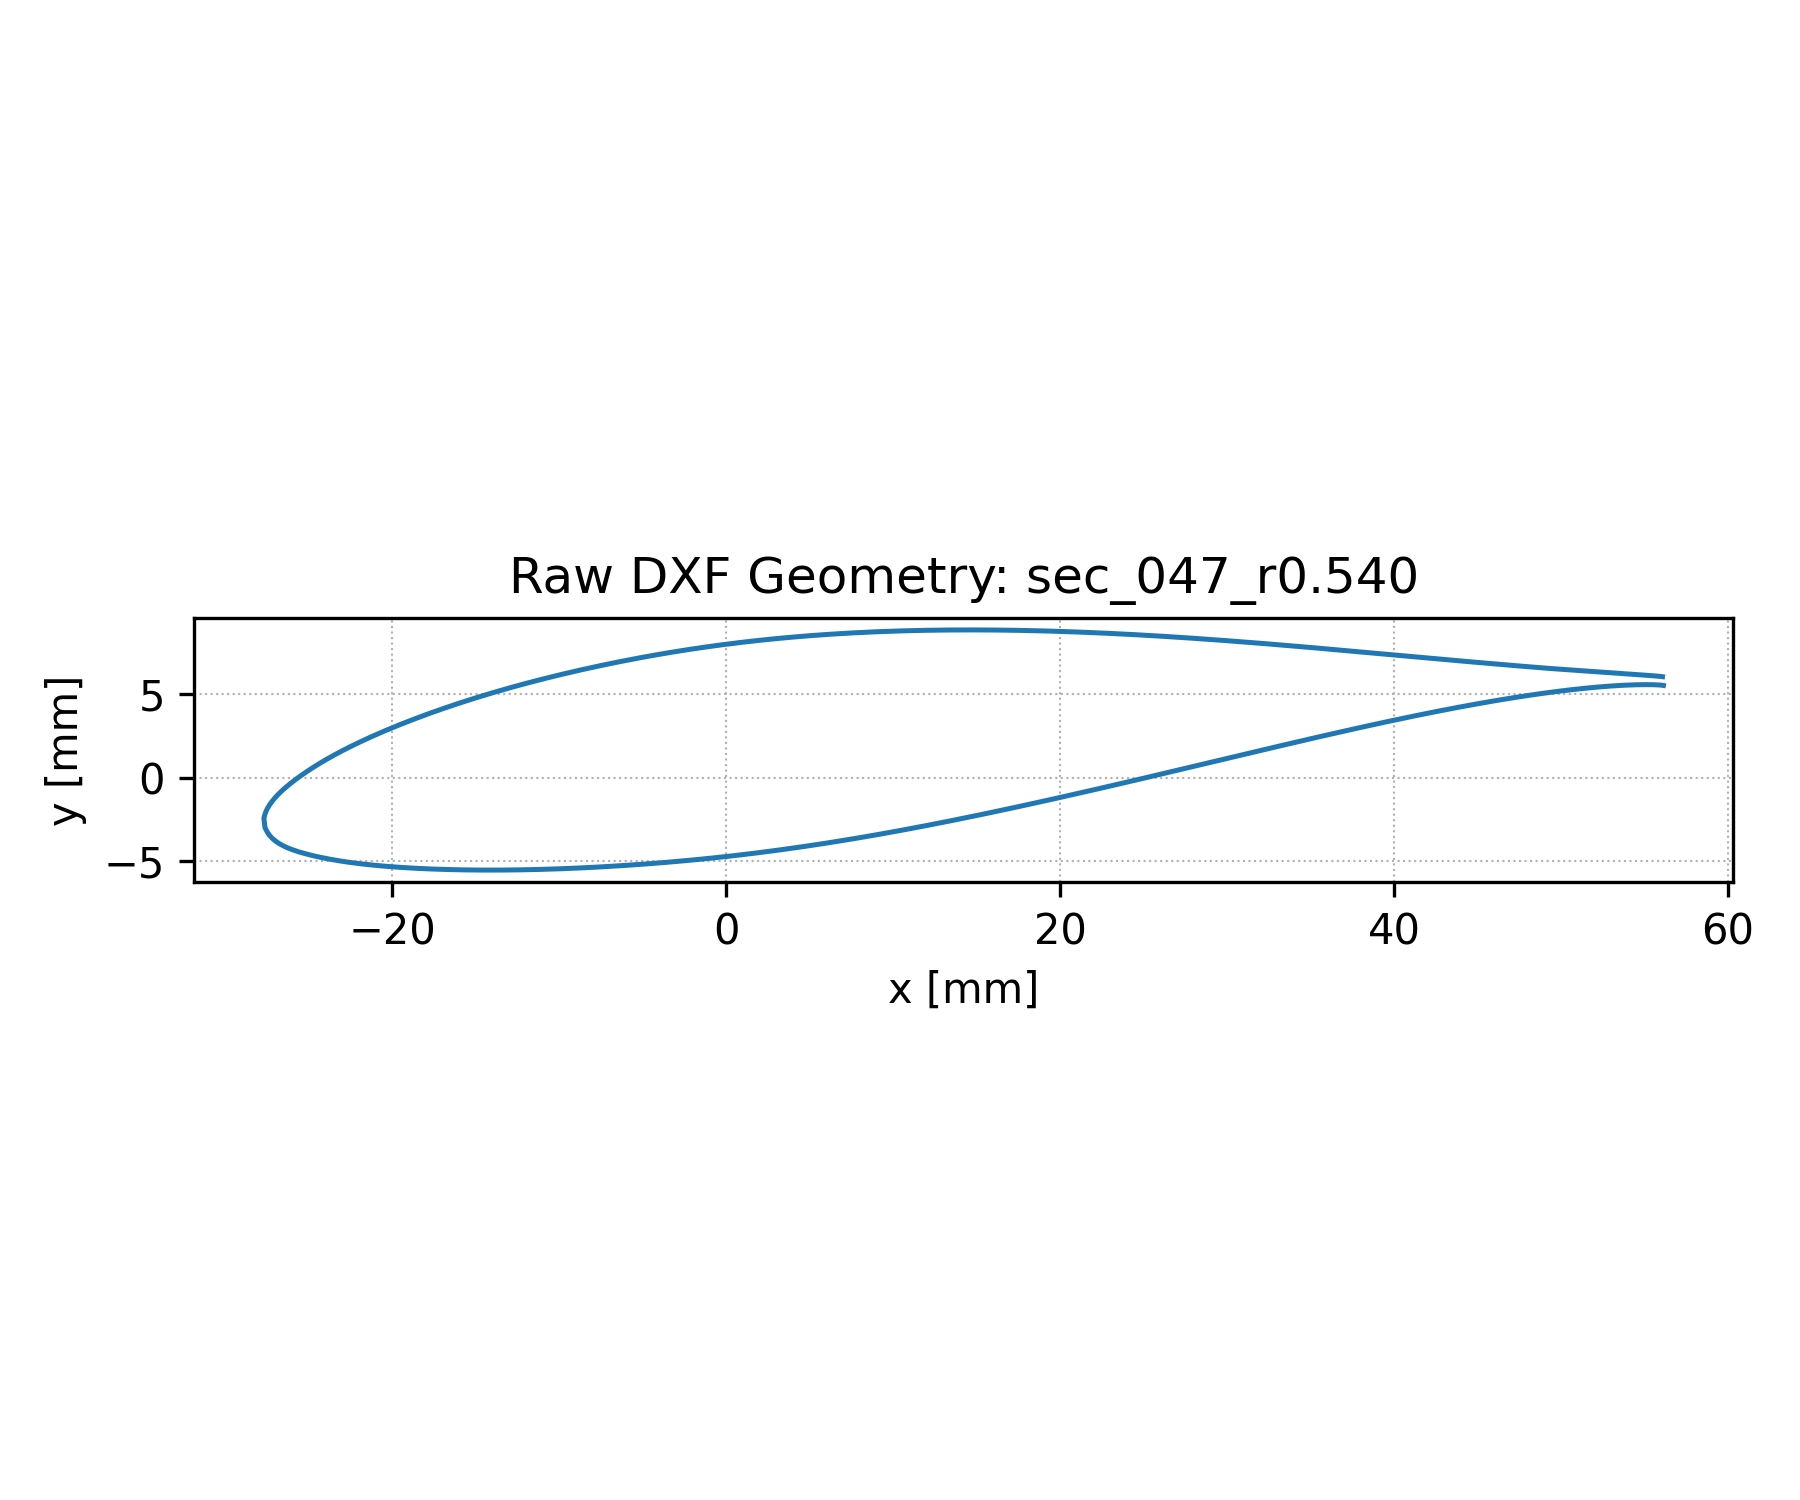 Raw DXF Geometry: sec_047_r0.540
y [mm]
5
0
−5
−20 0 20 40 60
x [mm]